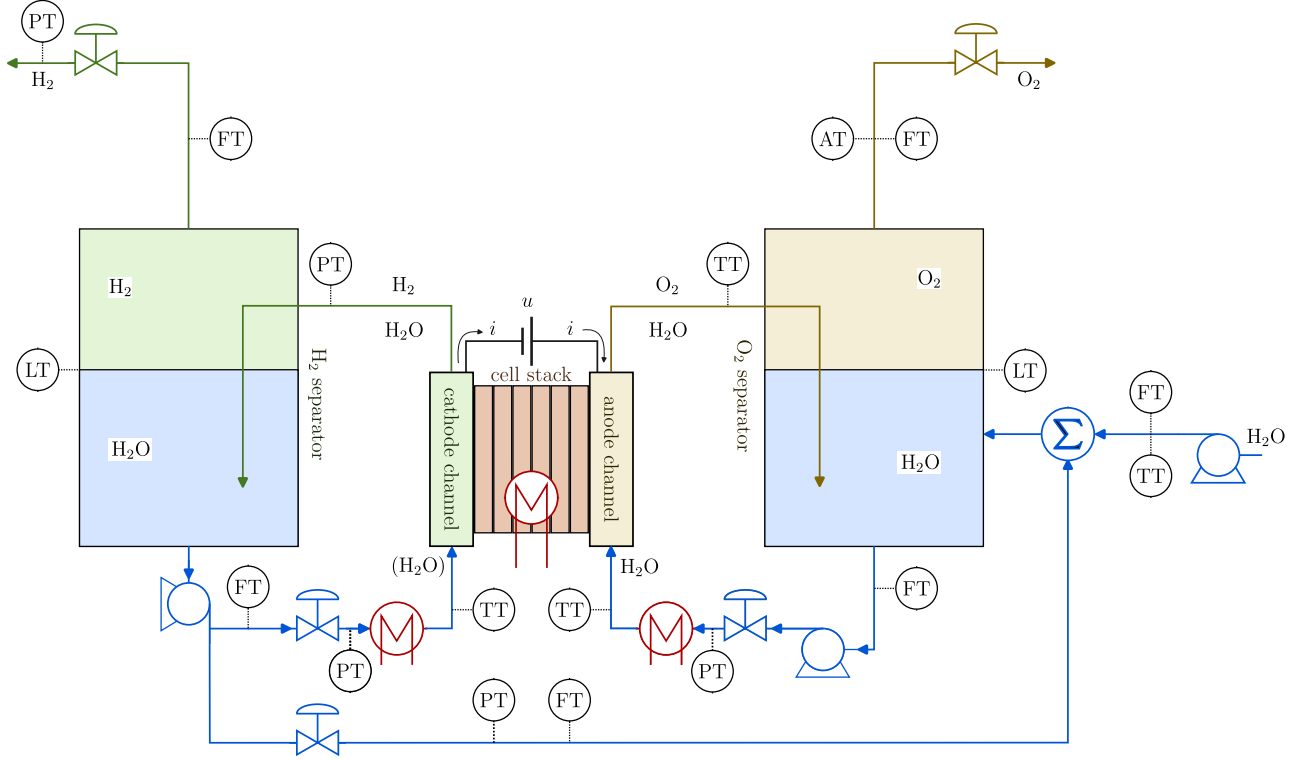 PT
H₂
O₂
FT
AT
FT
H₂
O₂
PT
H₂
TT
O₂
u
i
i
H₂O
H₂O
LT
H₂ separator
O₂ separator
LT
cell stack
cathode channel
anode channel
FT
Σ
H₂O
TT
H₂O
H₂O
(H₂O)
H₂O
FT
TT
TT
FT
PT
PT
PT
FT